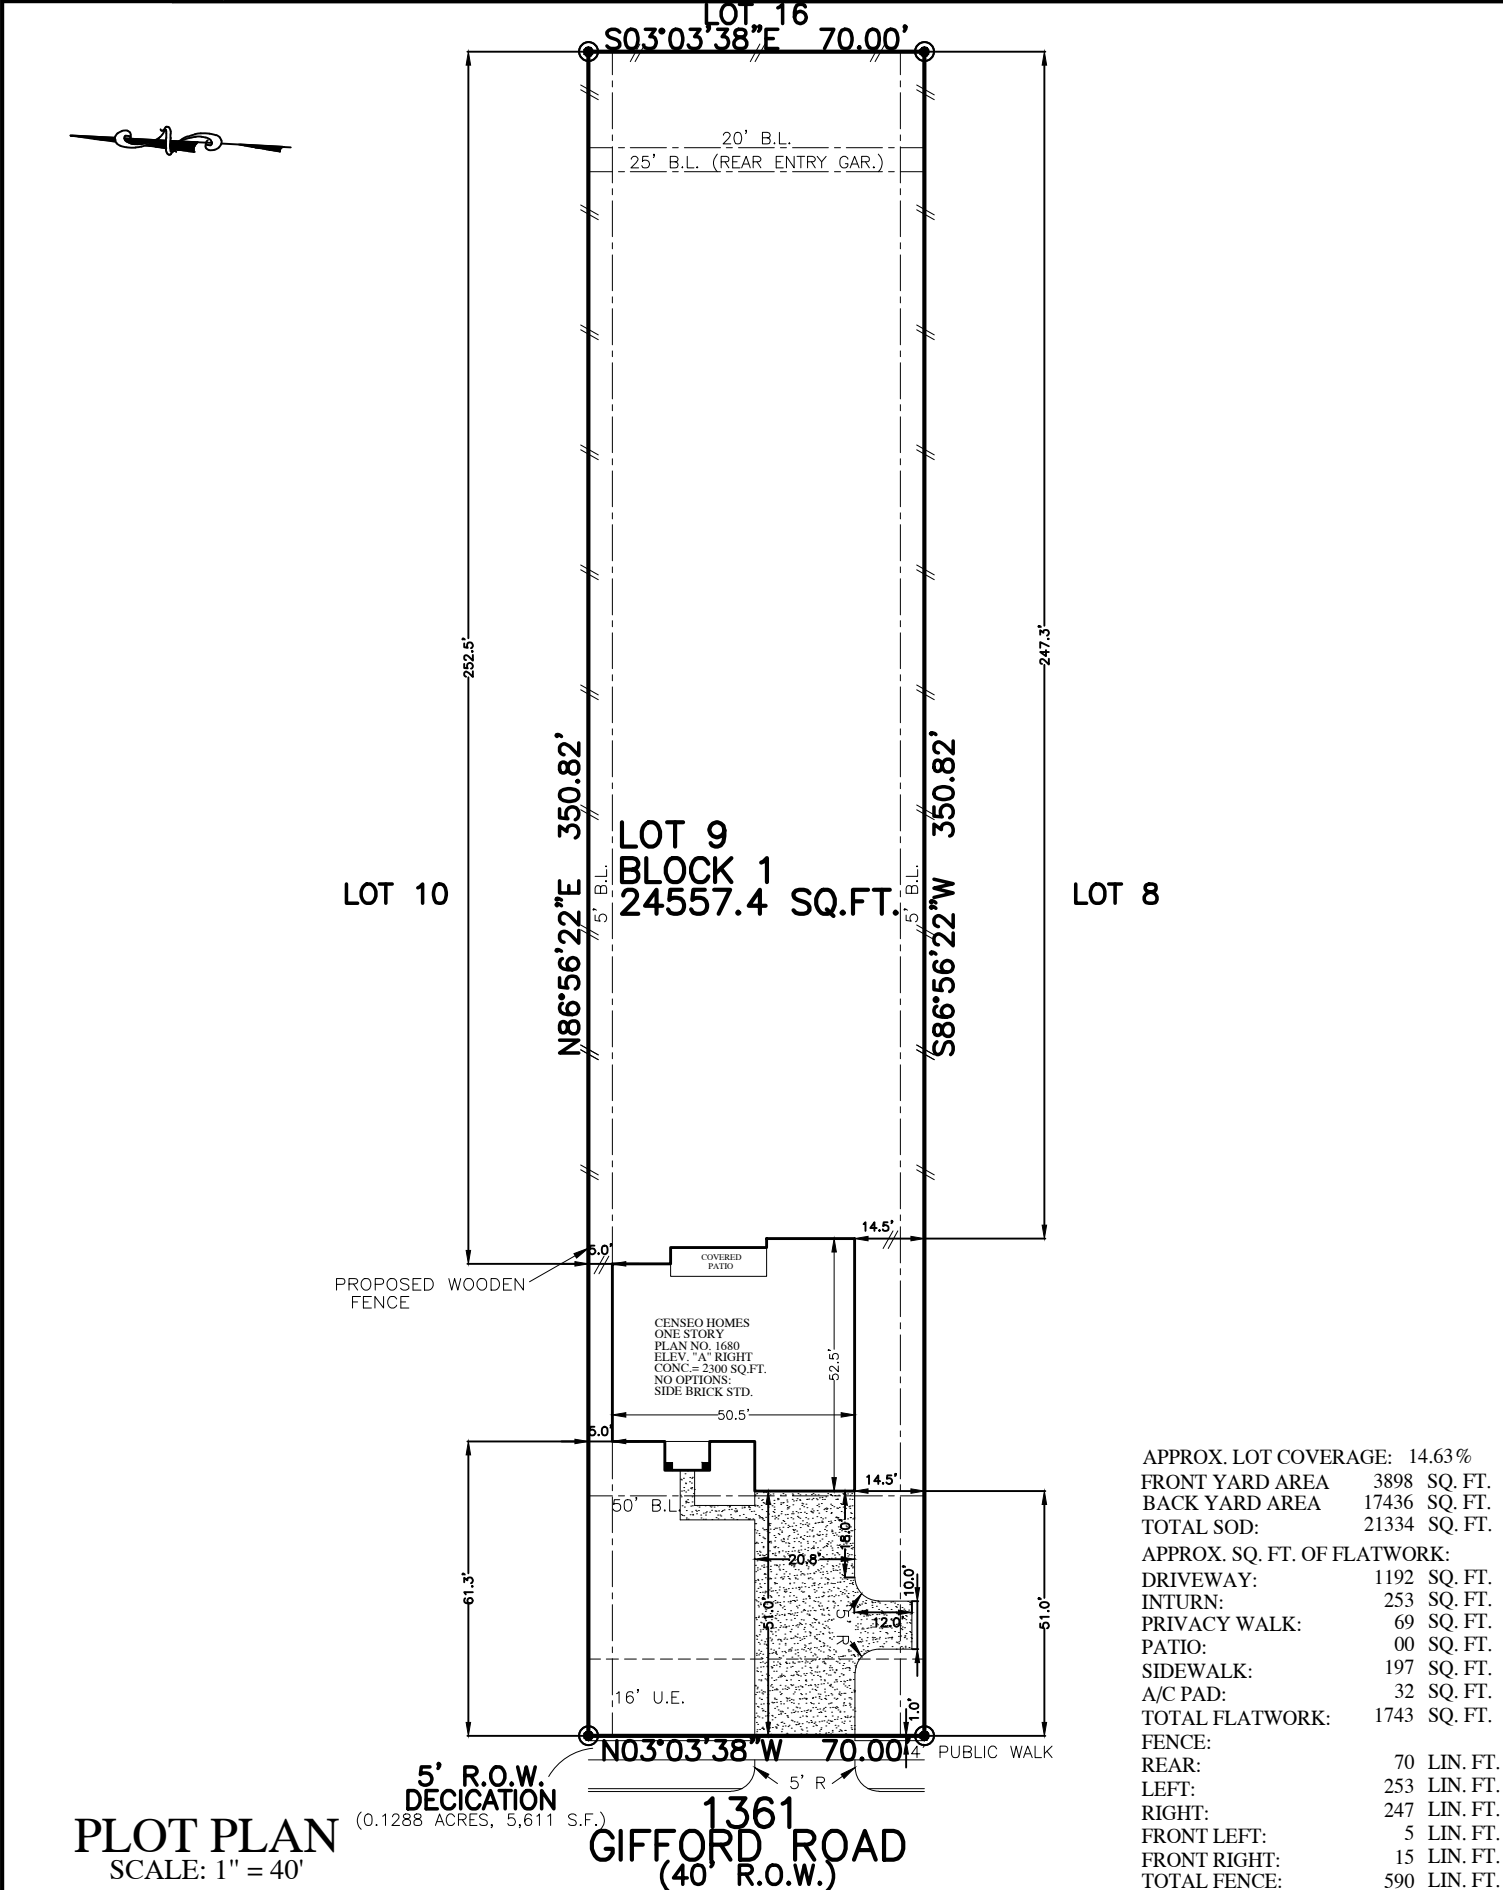 LOT 16
S03°03'38"E 70.00'
20' B.L.
25' B.L. (REAR ENTRY GAR.)
252.5'
247.3'
N86°56'22"E 350.82'
S86°56'22"W 350.82'
5' B.L.
5' B.L.
LOT 9
BLOCK 1
24557.4 SQ.FT.
LOT 10
LOT 8
14.5'
5.0'
COVERED
PATIO
PROPOSED WOODEN
FENCE
CENSEO HOMES
ONE STORY
PLAN NO. 1680
ELEV. "A" RIGHT
CONC.= 2300 SQ.FT.
NO OPTIONS:
SIDE BRICK STD.
52.5'
50.5'
5.0'
14.5'
50' B.L.
18.0'
20.8'
10.0'
61.3'
51.0'
5' R
12.0'
51.0'
16' U.E.
1.0'
N03°03'38"W 70.00'
4' PUBLIC WALK
5' R.O.W.
DECICATION
(0.1288 ACRES, 5,611 S.F.)
5' R
1361
GIFFORD ROAD
(40' R.O.W.)
PLOT PLAN
SCALE: 1" = 40'
APPROX. LOT COVERAGE: 14.63%
FRONT YARD AREA 3898 SQ. FT.
BACK YARD AREA 17436 SQ. FT.
TOTAL SOD: 21334 SQ. FT.
APPROX. SQ. FT. OF FLATWORK:
DRIVEWAY: 1192 SQ. FT.
INTURN: 253 SQ. FT.
PRIVACY WALK: 69 SQ. FT.
PATIO: 00 SQ. FT.
SIDEWALK: 197 SQ. FT.
A/C PAD: 32 SQ. FT.
TOTAL FLATWORK: 1743 SQ. FT.
FENCE:
REAR: 70 LIN. FT.
LEFT: 253 LIN. FT.
RIGHT: 247 LIN. FT.
FRONT LEFT: 5 LIN. FT.
FRONT RIGHT: 15 LIN. FT.
TOTAL FENCE: 590 LIN. FT.